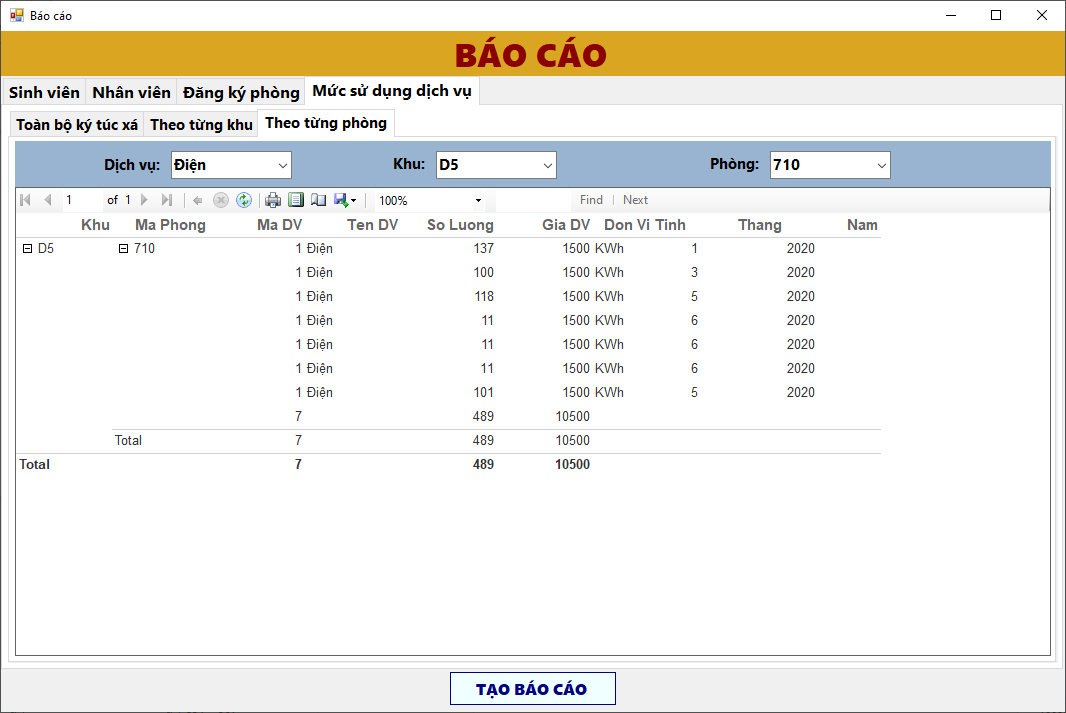 Báo cáo
BÁO CÁO
Sinh viên Nhân viên Đăng ký phòng Mức sử dụng dịch vụ
Toàn bộ ký túc xá Theo từng khu Theo từng phòng
Dịch vụ: Điện Khu: D5 Phòng: 710
1 of 1 100% Find | Next
Khu Ma Phong Ma DV Ten DV So Luong Gia DV Don Vi Tinh Thang Nam
D5 710 1 Điện 137 1500 KWh 1 2020
1 Điện 100 1500 KWh 3 2020
1 Điện 118 1500 KWh 5 2020
1 Điện 11 1500 KWh 6 2020
1 Điện 11 1500 KWh 6 2020
1 Điện 11 1500 KWh 6 2020
1 Điện 101 1500 KWh 5 2020
7 489 10500
Total 7 489 10500
Total 7 489 10500
TẠO BÁO CÁO